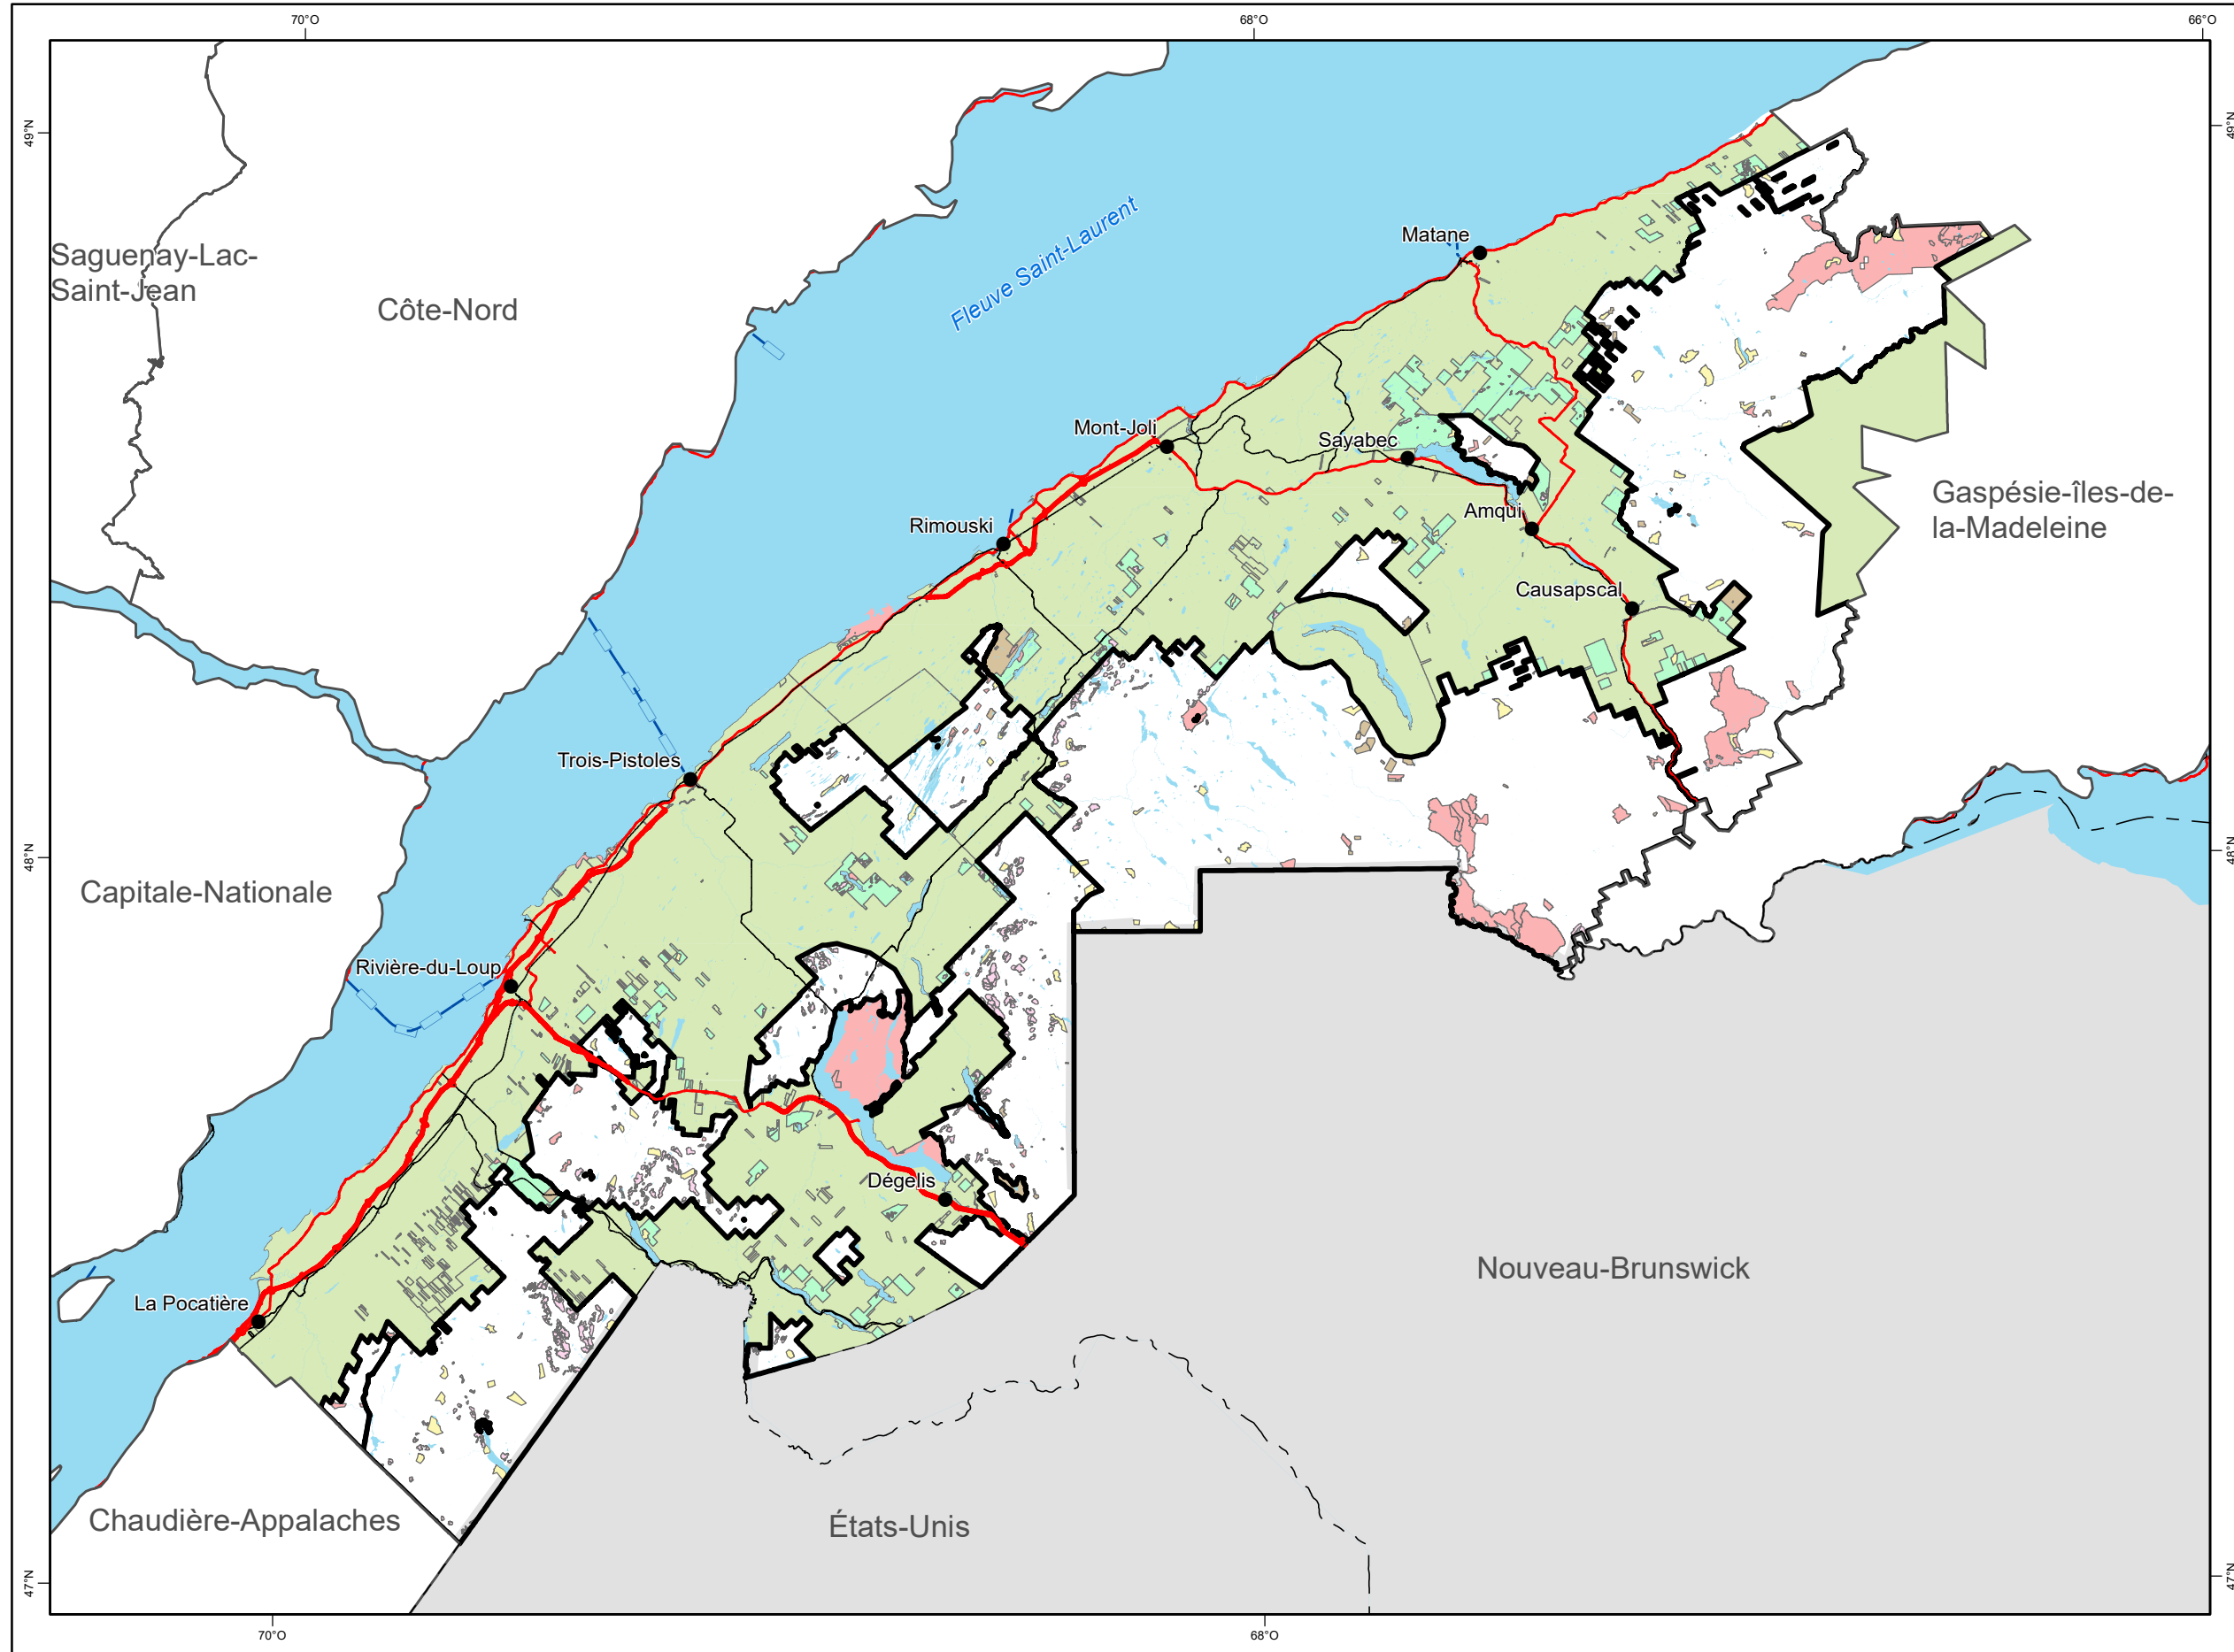 70°O
68°O
66°O
49°N
49°N
Fleuve Saint-Laurent
Matane
Saguenay-Lac-
Saint-Jean
Côte-Nord
Mont-Joli
Sayabec
Gaspésie-îles-de-
la-Madeleine
Amqui
Rimouski
Causapscal
Trois-Pistoles
48°N
48°N
Capitale-Nationale
Rivière-du-Loup
Dégelis
Nouveau-Brunswick
La Pocatière
Chaudière-Appalaches
États-Unis
47°N
47°N
70°O
68°O